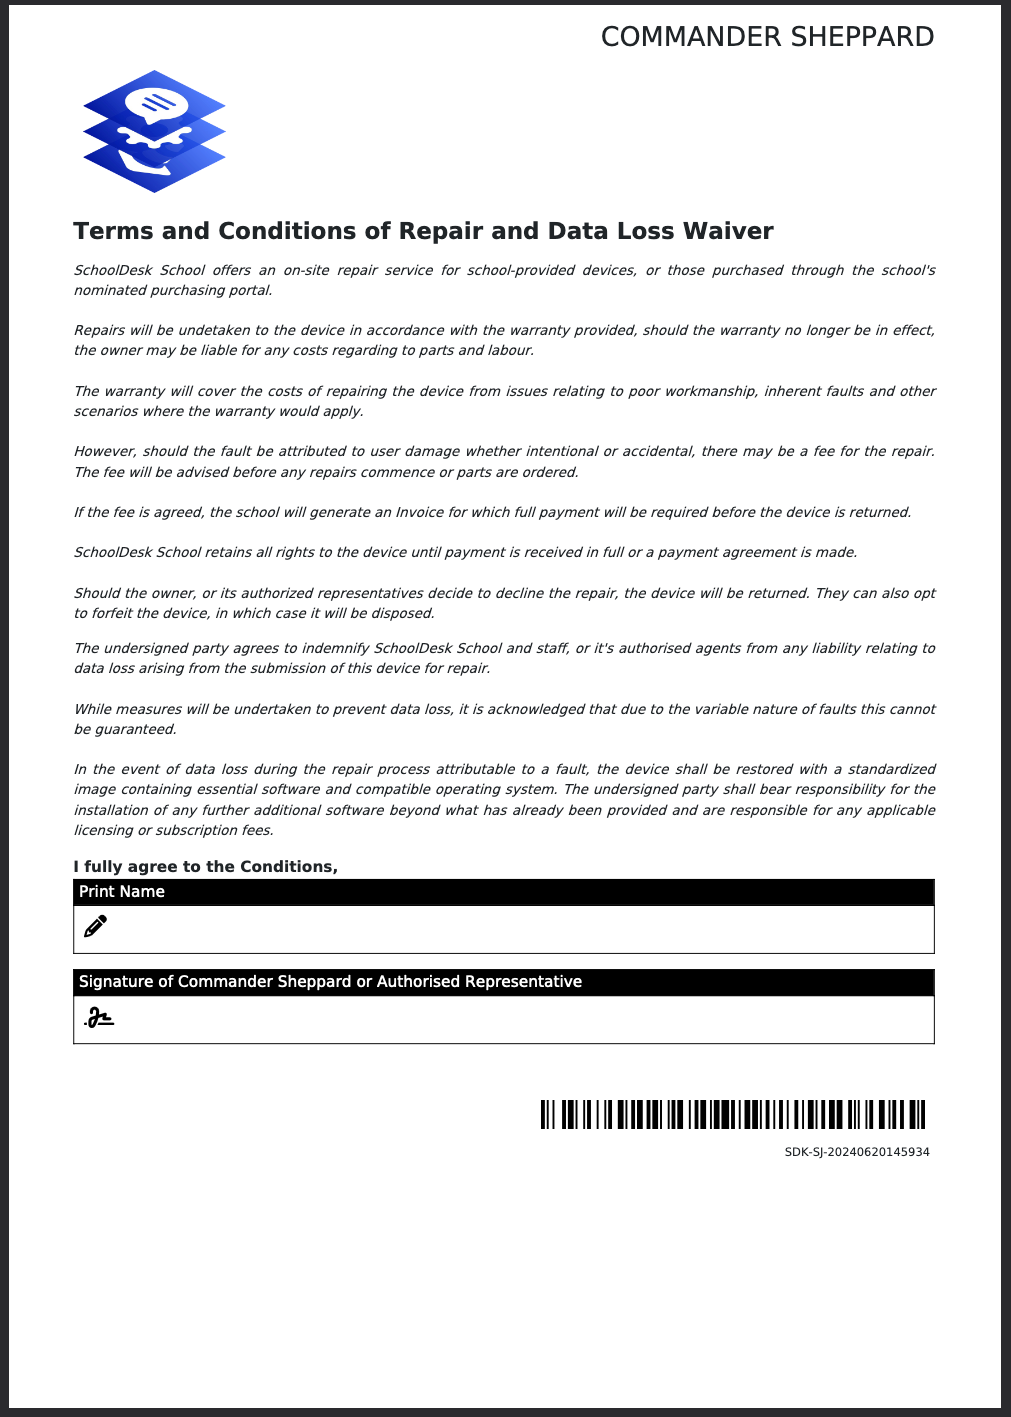 COMMANDER SHEPPARD
Terms and Conditions of Repair and Data Loss Waiver
SchoolDesk School offers an on-site repair service for school-provided devices, or those purchased through the school's
nominated purchasing portal.
Repairs will be undetaken to the device in accordance with the warranty provided, should the warranty no longer be in effect,
the owner may be liable for any costs regarding to parts and labour.
The warranty will cover the costs of repairing the device from issues relating to poor workmanship, inherent faults and other
scenarios where the warranty would apply.
However, should the fault be attributed to user damage whether intentional or accidental, there may be a fee for the repair.
The fee will be advised before any repairs commence or parts are ordered.
If the fee is agreed, the school will generate an Invoice for which full payment will be required before the device is returned.
SchoolDesk School retains all rights to the device until payment is received in full or a payment agreement is made.
Should the owner, or its authorized representatives decide to decline the repair, the device will be returned. They can also opt
to forfeit the device, in which case it will be disposed.
The undersigned party agrees to indemnify SchoolDesk School and staff, or it's authorised agents from any liability relating to
data loss arising from the submission of this device for repair.
While measures will be undertaken to prevent data loss, it is acknowledged that due to the variable nature of faults this cannot
be guaranteed.
In the event of data loss during the repair process attributable to a fault, the device shall be restored with a standardized
image containing essential software and compatible operating system. The undersigned party shall bear responsibility for the
installation of any further additional software beyond what has already been provided and are responsible for any applicable
licensing or subscription fees.
I fully agree to the Conditions,
Print Name
Signature of Commander Sheppard or Authorised Representative
SDK-SJ-20240620145934